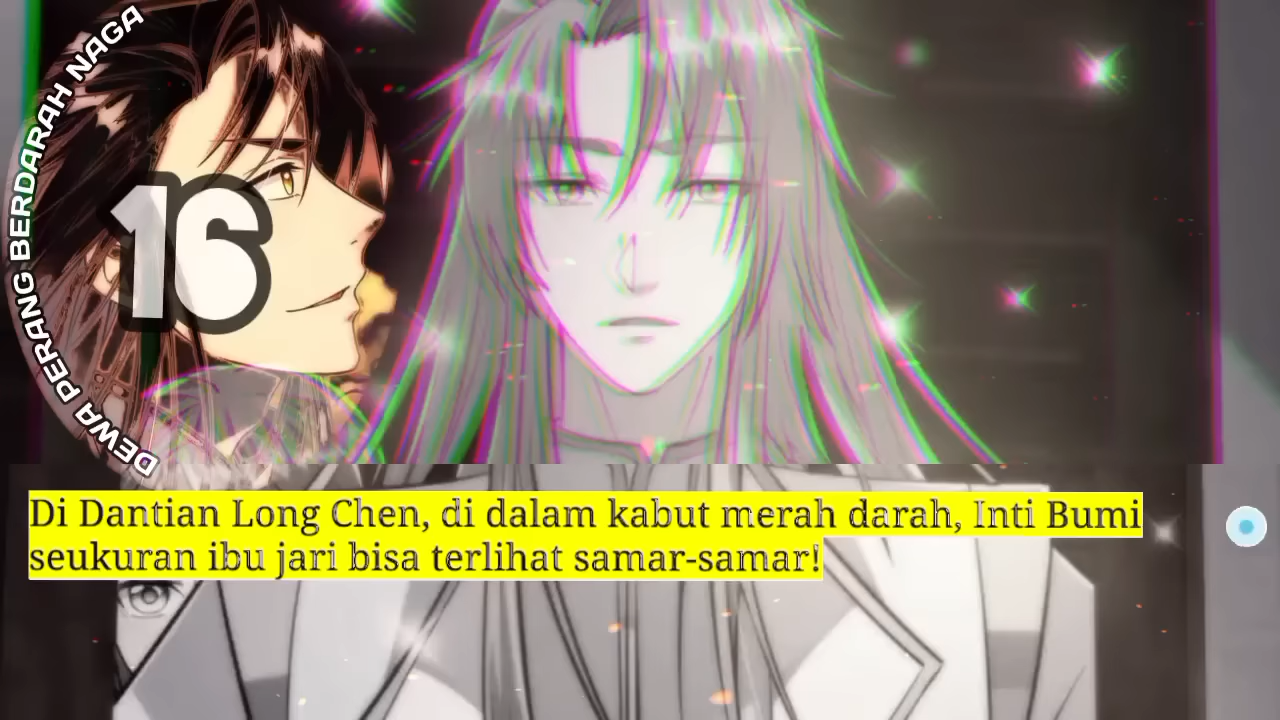 DEWA PERANG BERDARAH NAGA
16
Di Dantian Long Chen, di dalam kabut merah darah, Inti Bumi
seukuran ibu jari bisa terlihat samar-samar!